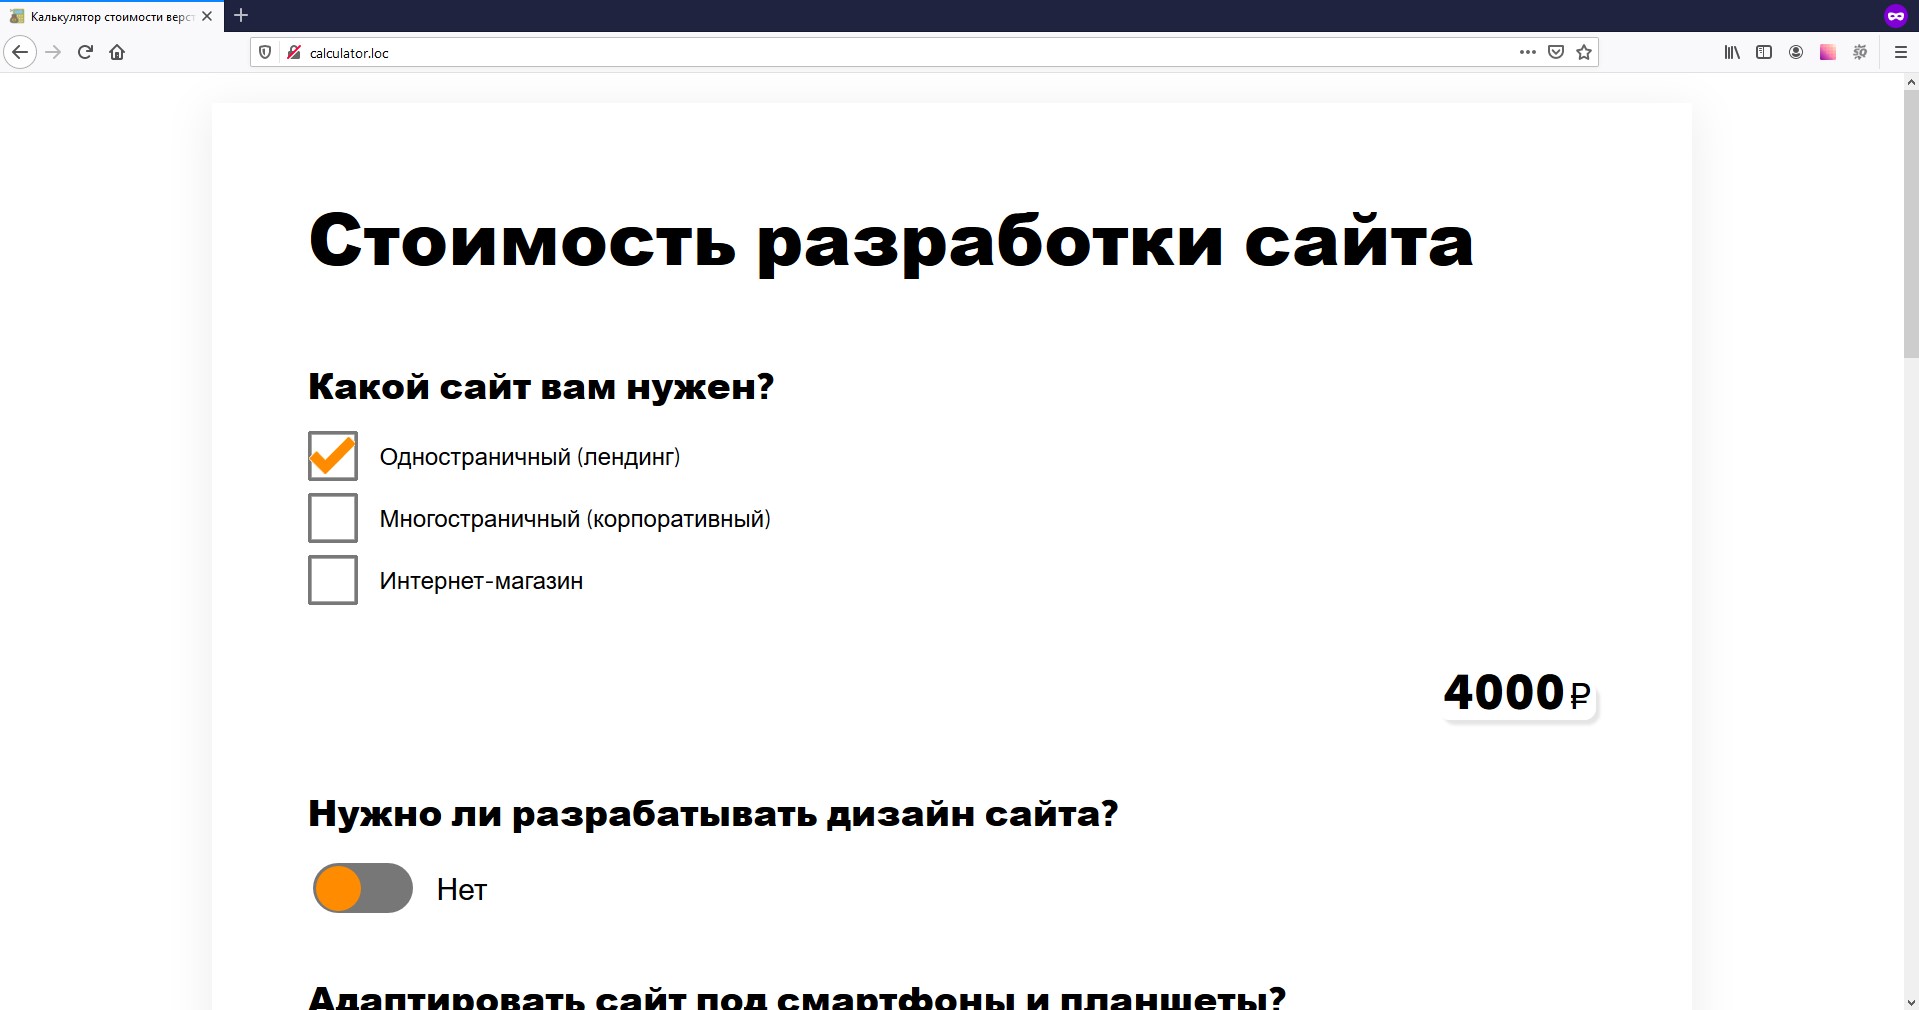 Калькулятор стоимости верст
calculator.loc
Стоимость разработки сайта
Какой сайт вам нужен?
Одностраничный (лендинг)
Многостраничный (корпоративный)
Интернет-магазин
4000 ₽
Нужно ли разрабатывать дизайн сайта?
Нет
Адаптировать сайт под смартфоны и планшеты?